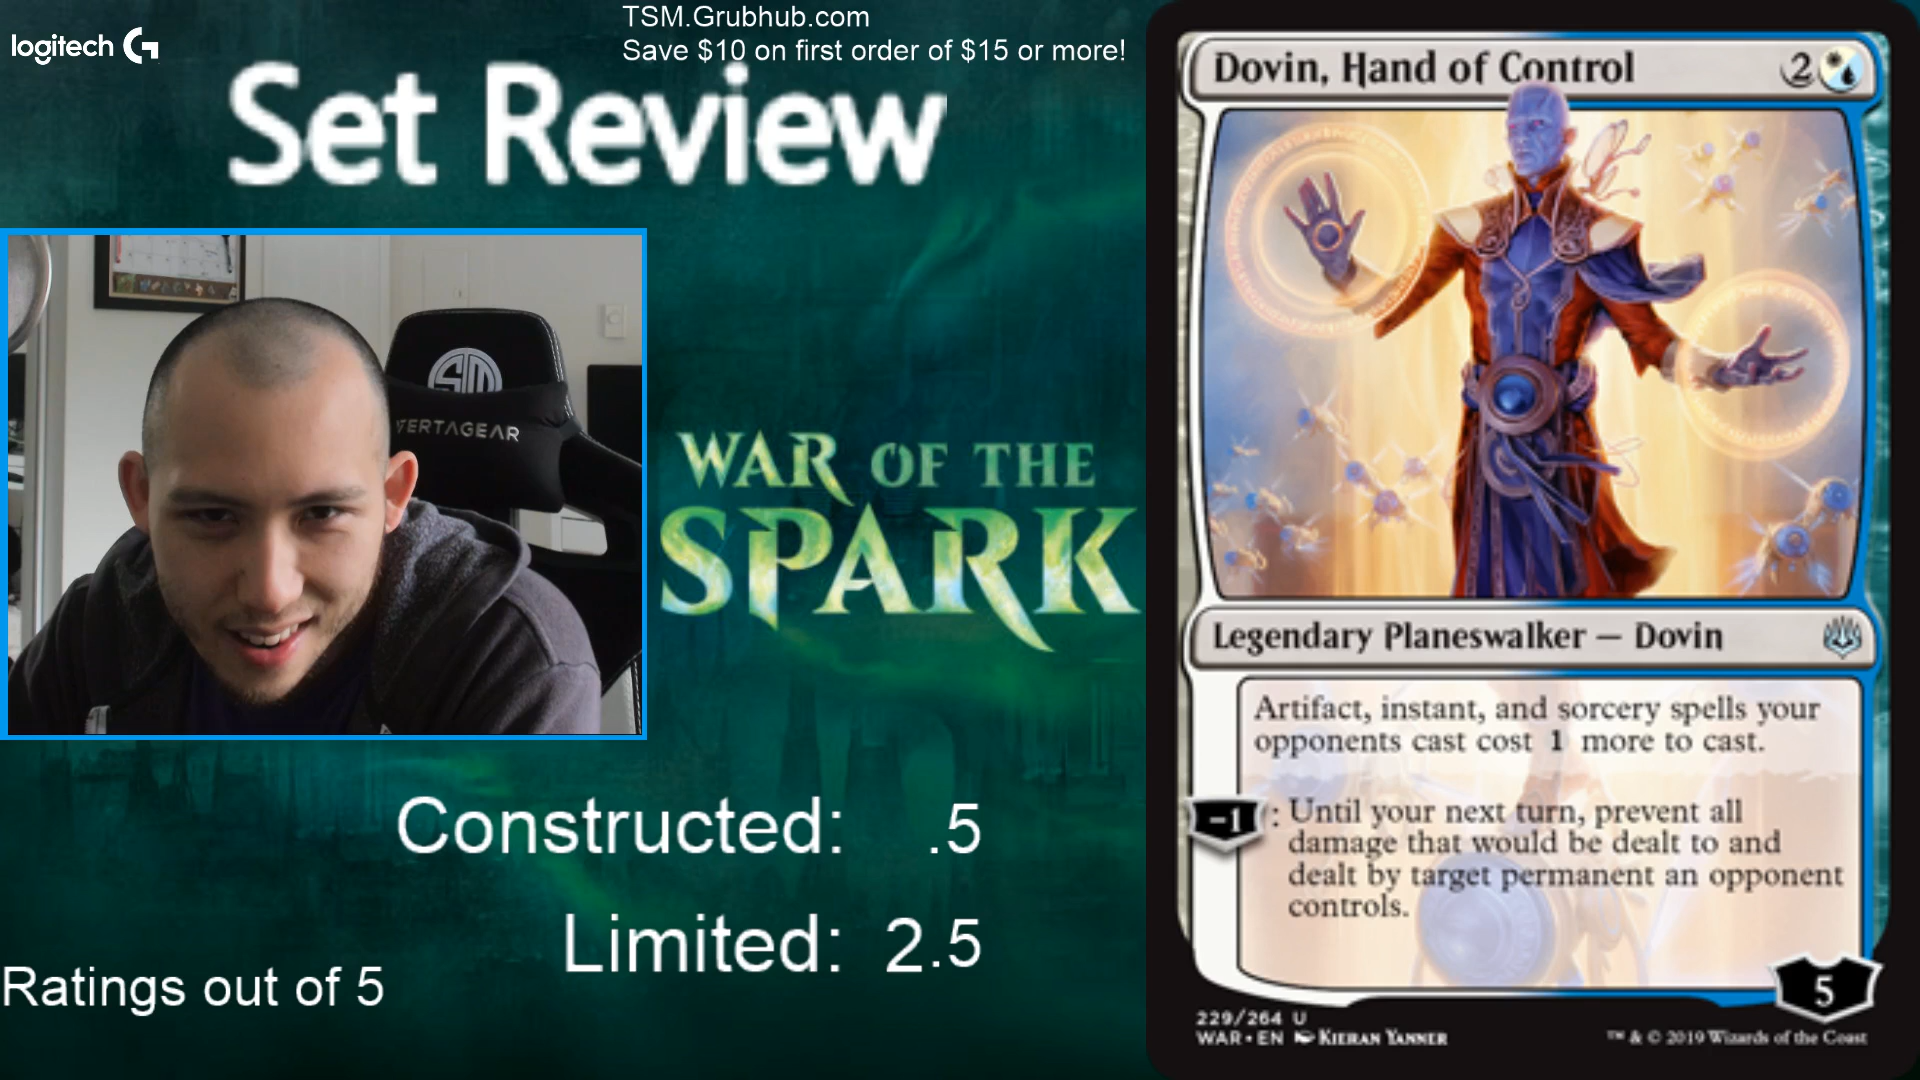 logitech G
TSM.Grubhub.com
Save $10 on first order of $15 or more!
Set Review
TSM
VERTAGEAR
WAR OF THE
SPARK
Constructed: .5
Limited: 2.5
Ratings out of 5
Dovin, Hand of Control 2
Legendary Planeswalker — Dovin
Artifact, instant, and sorcery spells your
opponents cast cost 1 more to cast.
−1 : Until your next turn, prevent all
damage that would be dealt to and
dealt by target permanent an opponent
controls.
5
229/264 U
WAR • EN KIERAN YANNER
™ & © 2019 Wizards of the Coast